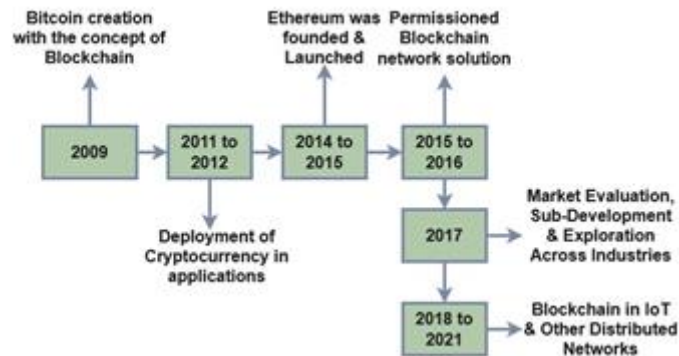 Bitcoin creation
with the concept of
Blockchain
Ethereum was
founded &
Launched
Permissioned
Blockchain
network solution
2009
2011 to
2012
2014 to
2015
2015 to
2016
Deployment of
Cryptocurrency in
applications
2017
Market Evaluation,
Sub-Development
& Exploration
Across Industries
2018 to
2021
Blockchain in IoT
& Other Distributed
Networks